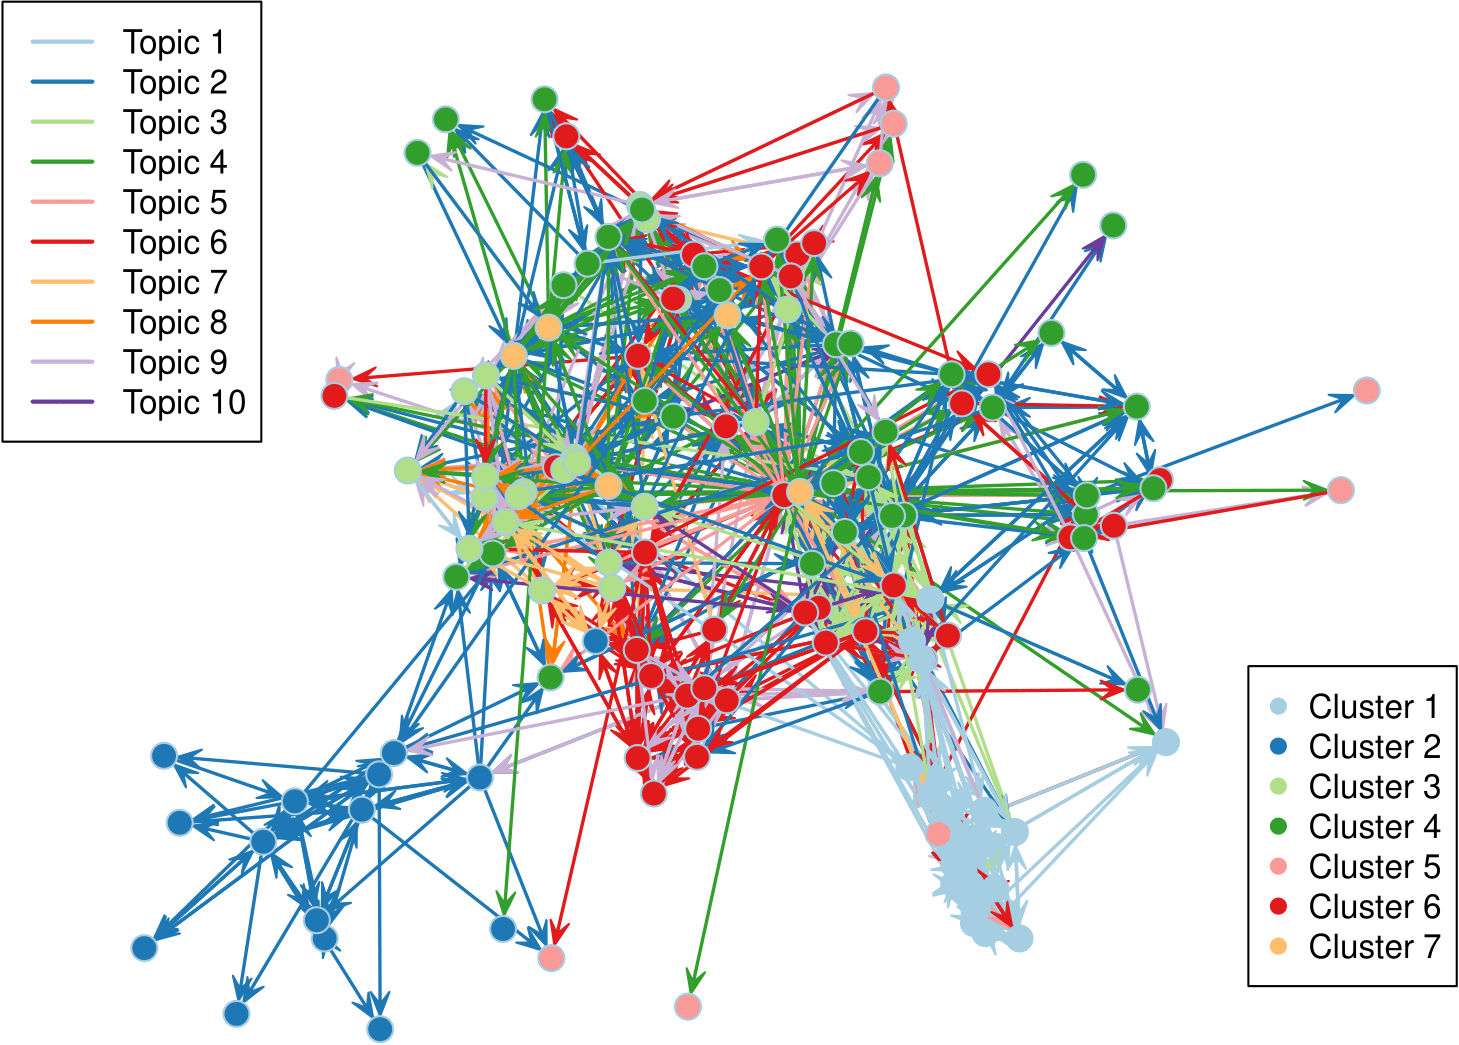 Topic 1
Topic 2
Topic 3
Topic 4
Topic 5
Topic 6
Topic 7
Topic 8
Topic 9
Topic 10
Cluster 1
Cluster 2
Cluster 3
Cluster 4
Cluster 5
Cluster 6
Cluster 7